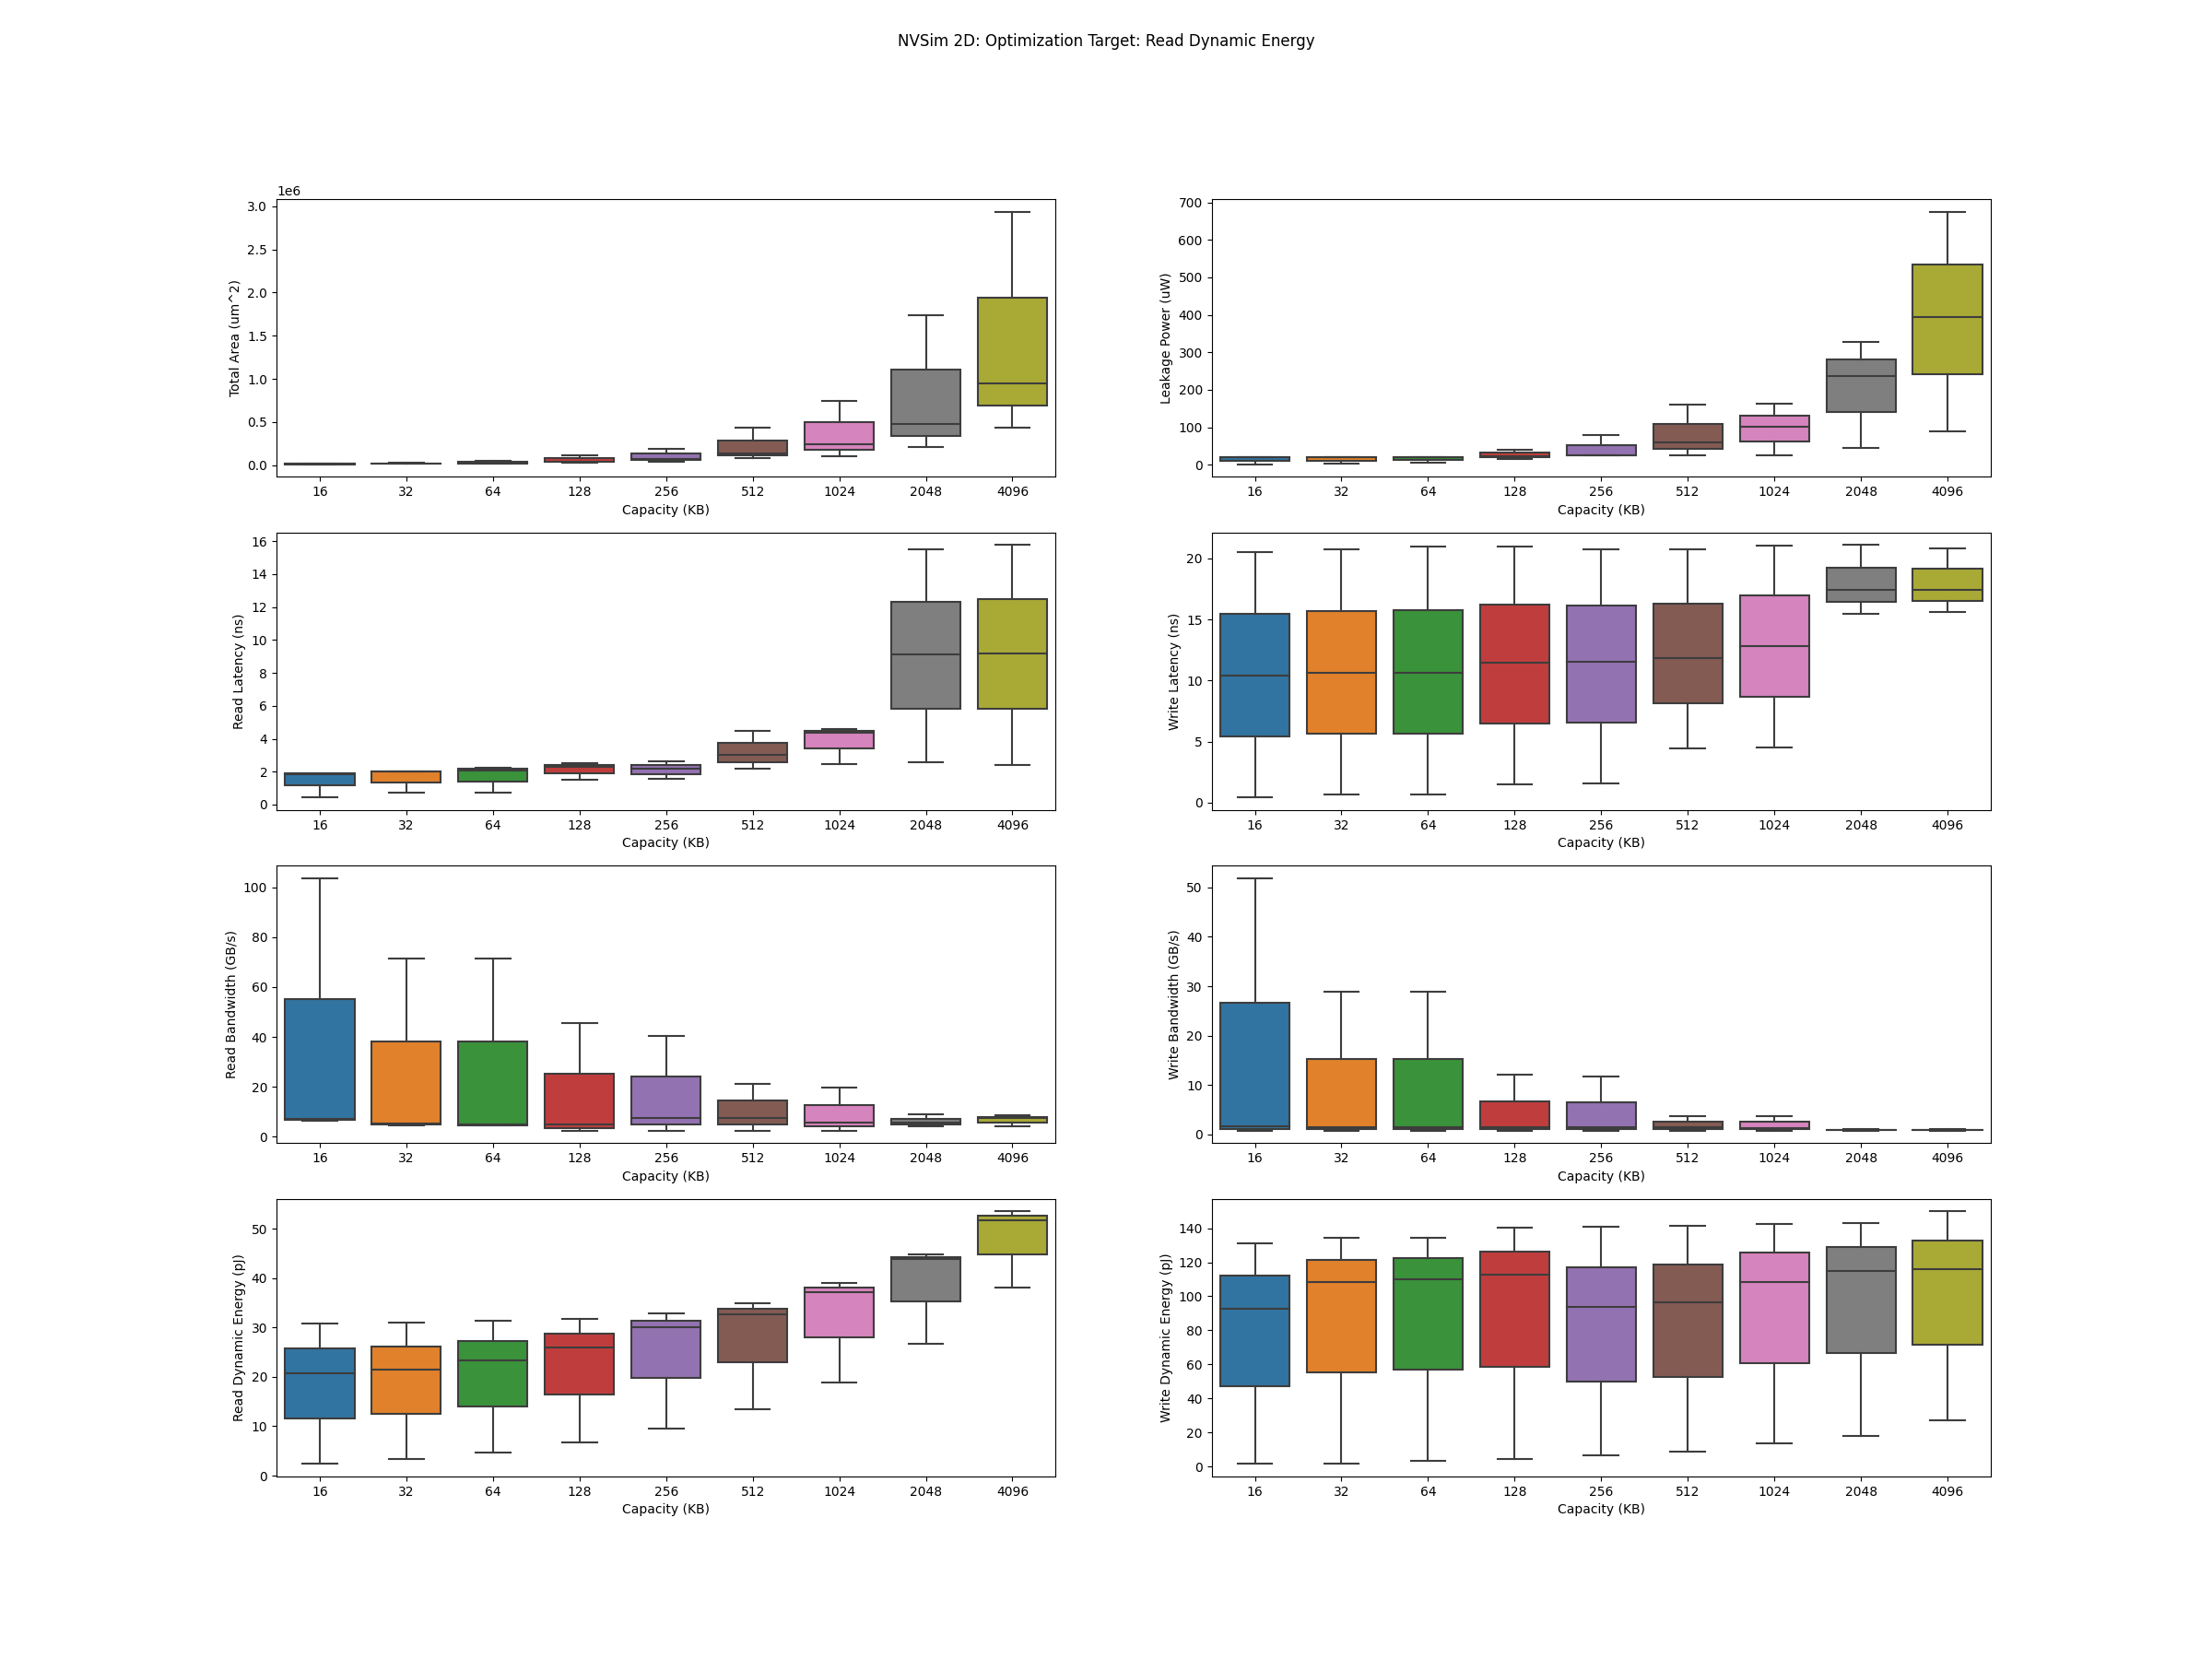 NVSim 2D: Optimization Target: Read Dynamic Energy
1e6
Total Area (um^2)
3.0
2.5
2.0
1.5
1.0
0.5
0.0
16 32 64 128 256 512 1024 2048 4096
Capacity (KB)
Leakage Power (uW)
700
600
500
400
300
200
100
0
16 32 64 128 256 512 1024 2048 4096
Capacity (KB)
Read Latency (ns)
16
14
12
10
8
6
4
2
0
16 32 64 128 256 512 1024 2048 4096
Capacity (KB)
Write Latency (ns)
20
15
10
5
0
16 32 64 128 256 512 1024 2048 4096
Capacity (KB)
Read Bandwidth (GB/s)
100
80
60
40
20
0
16 32 64 128 256 512 1024 2048 4096
Capacity (KB)
Write Bandwidth (GB/s)
50
40
30
20
10
0
16 32 64 128 256 512 1024 2048 4096
Capacity (KB)
Read Dynamic Energy (pJ)
50
40
30
20
10
0
16 32 64 128 256 512 1024 2048 4096
Capacity (KB)
Write Dynamic Energy (pJ)
140
120
100
80
60
40
20
0
16 32 64 128 256 512 1024 2048 4096
Capacity (KB)